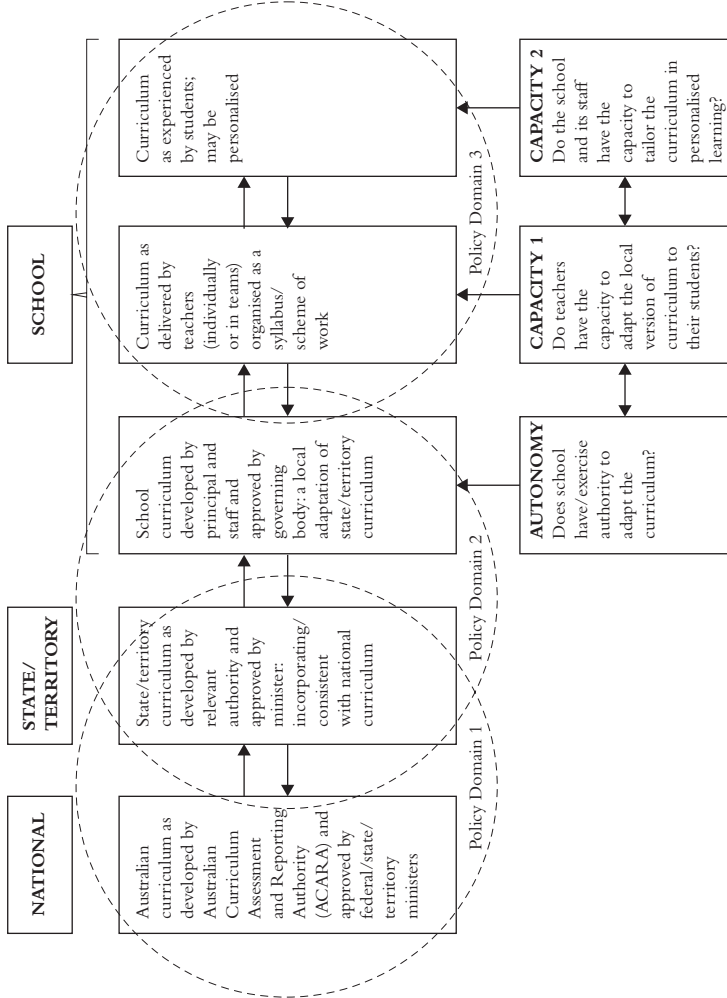 NATIONAL
STATE/
TERRITORY
SCHOOL
Australian
curriculum as
developed by
Australian
Curriculum
Assessment
and Reporting
Authority
(ACARA) and
approved by
federal/state/
territory
ministers
State/territory
curriculum as
developed by
relevant
authority and
approved by
minister:
incorporating/
consistent
with national
curriculum
School
curriculum
developed by
principal and
staff and
approved by
governing
body: a local
adaptation of
state/territory
curriculum
Curriculum as
delivered by
teachers
(individually
or in teams)
organised as a
syllabus/
scheme of
work
Curriculum
as experienced
by students;
may be
personalised
Policy Domain 1
Policy Domain 2
Policy Domain 3
AUTONOMY
Does school
have/exercise
authority to
adapt the
curriculum?
CAPACITY 1
Do teachers
have the
capacity to
adapt the local
version of
curriculum to
their students?
CAPACITY 2
Do the school
and its staff
have the
capacity to
tailor the
curriculum in
personalised
learning?